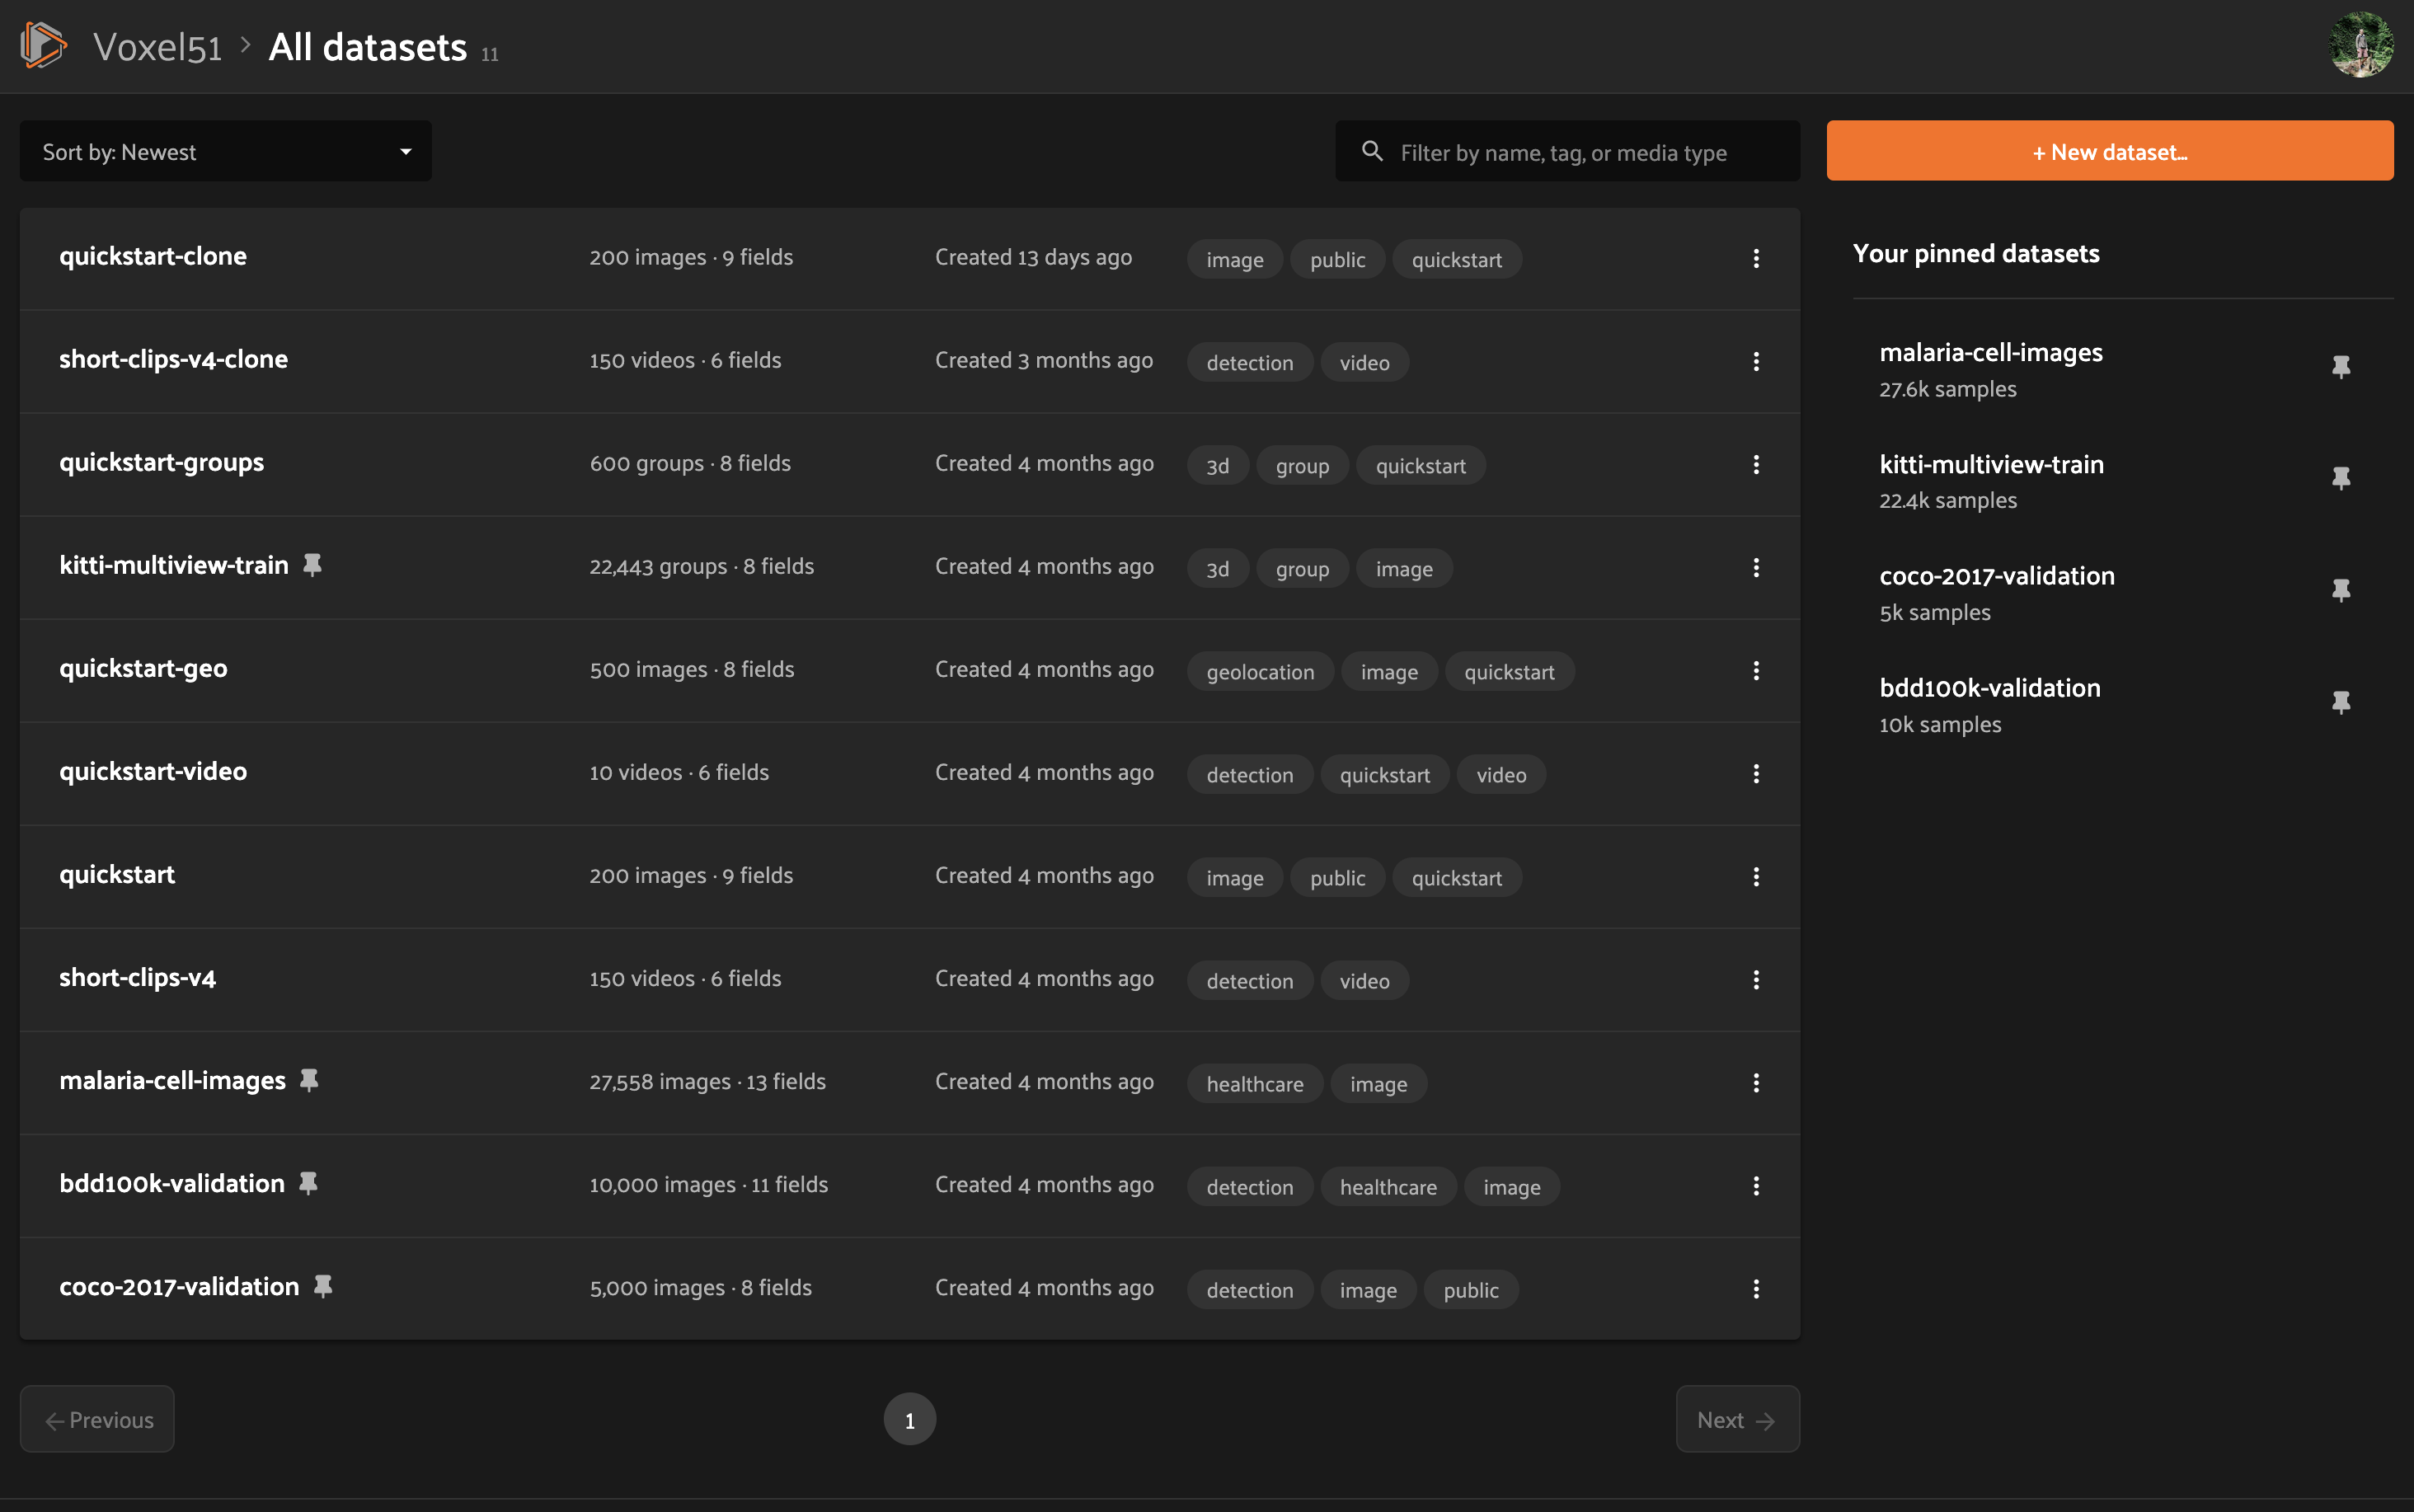 Voxel51 > All datasets 11
Sort by: Newest
Filter by name, tag, or media type
+ New dataset...
quickstart-clone 200 images · 9 fields Created 13 days ago image public quickstart
short-clips-v4-clone 150 videos · 6 fields Created 3 months ago detection video
quickstart-groups 600 groups · 8 fields Created 4 months ago 3d group quickstart
kitti-multiview-train 22,443 groups · 8 fields Created 4 months ago 3d group image
quickstart-geo 500 images · 8 fields Created 4 months ago geolocation image quickstart
quickstart-video 10 videos · 6 fields Created 4 months ago detection quickstart video
quickstart 200 images · 9 fields Created 4 months ago image public quickstart
short-clips-v4 150 videos · 6 fields Created 4 months ago detection video
malaria-cell-images 27,558 images · 13 fields Created 4 months ago healthcare image
bdd100k-validation 10,000 images · 11 fields Created 4 months ago detection healthcare image
coco-2017-validation 5,000 images · 8 fields Created 4 months ago detection image public
← Previous 1 Next →
Your pinned datasets
malaria-cell-images
27.6k samples
kitti-multiview-train
22.4k samples
coco-2017-validation
5k samples
bdd100k-validation
10k samples